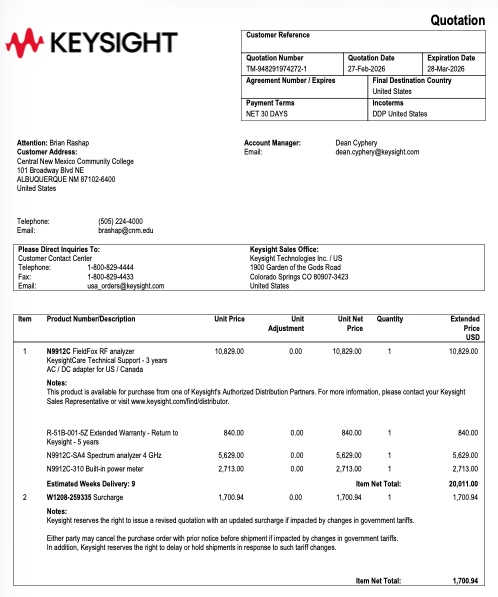 Quotation
KEYSIGHT
Customer Reference
Quotation Number Quotation Date Expiration Date
TM-948291974272-1 27-Feb-2026 28-Mar-2026
Agreement Number / Expires Final Destination Country
United States
Payment Terms Incoterms
NET 30 DAYS DDP United States
Attention: Brian Rashap Account Manager: Dean Cyphery
Customer Address: Email: dean.cyphery@keysight.com
Central New Mexico Community College
101 Broadway Blvd NE
ALBUQUERQUE NM 87102-6400
United States
Telephone: (505) 224-4000
Email: brashap@cnm.edu
Please Direct Inquiries To: Keysight Sales Office:
Customer Contact Center Keysight Technologies Inc. / US
Telephone: 1-800-829-4444 1900 Garden of the Gods Road
Fax: 1-800-829-4433 Colorado Springs CO 80907-3423
Email: usa_orders@keysight.com United States
Item Product Number/Description Unit Price Unit Adjustment Unit Net Price Quantity Extended Price USD
1 N9912C FieldFox RF analyzer 10,829.00 0.00 10,829.00 1 10,829.00
KeysightCare Technical Support - 3 years
AC / DC adapter for US / Canada
Notes:
This product is available for purchase from one of Keysight's Authorized Distribution Partners. For more information, please contact your Keysight
Sales Representative or visit www.keysight.com/find/distributor.
R-51B-001-5Z Extended Warranty - Return to 840.00 0.00 840.00 1 840.00
Keysight - 5 years
N9912C-SA4 Spectrum analyzer 4 GHz 5,629.00 0.00 5,629.00 1 5,629.00
N9912C-310 Built-in power meter 2,713.00 0.00 2,713.00 1 2,713.00
Estimated Weeks Delivery: 9 Item Net Total: 20,011.00
2 W1208-259335 Surcharge 1,700.94 0.00 1,700.94 1 1,700.94
Notes:
Keysight reserves the right to issue a revised quotation with an updated surcharge if impacted by changes in government tariffs.
Either party may cancel the purchase order with prior notice before shipment if impacted by changes in government tariffs.
In addition, Keysight reserves the right to delay or hold shipments in response to such tariff changes.
Item Net Total: 1,700.94